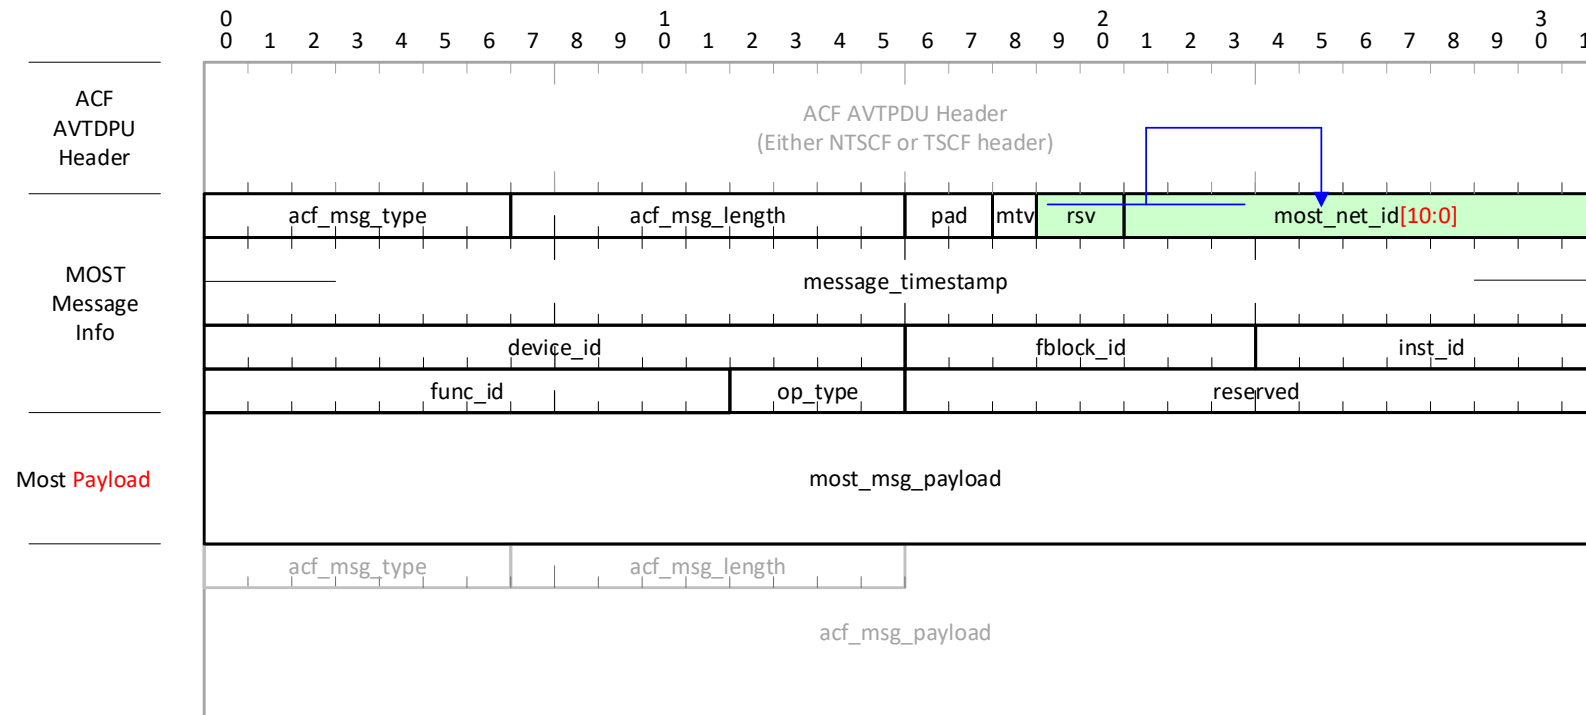 0 1 2 3
0 1 2 3 4 5 6 7 8 9 0 1 2 3 4 5 6 7 8 9 0 1 2 3 4 5 6 7 8 9 0 1
ACF
AVTDPU
Header
ACF AVTPDU Header
(Either NTSCF or TSCF header)
acf_msg_type acf_msg_length pad mtv rsv most_net_id[10:0]
MOST
Message
Info
message_timestamp
device_id fblock_id inst_id
func_id op_type reserved
Most Payload
most_msg_payload
acf_msg_type acf_msg_length
acf_msg_payload